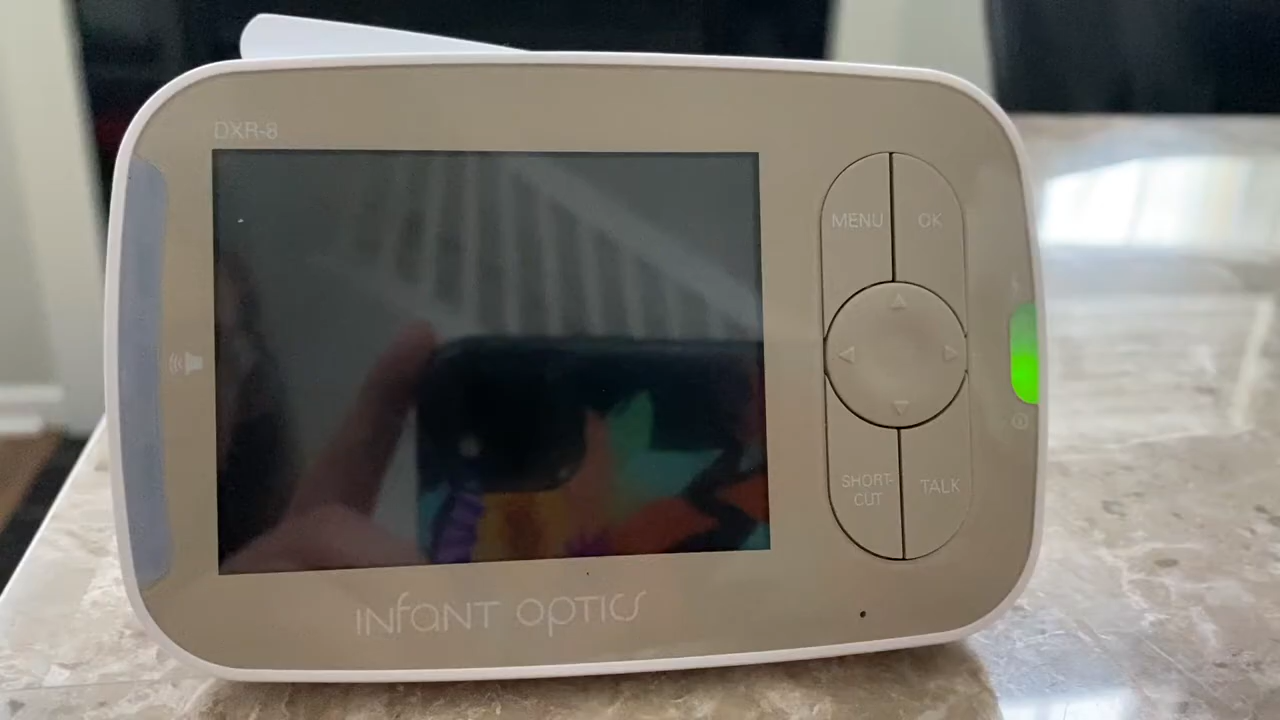 DXR-8
MENU
OK
SHORT-
CUT
TALK
INFANT OPTICS